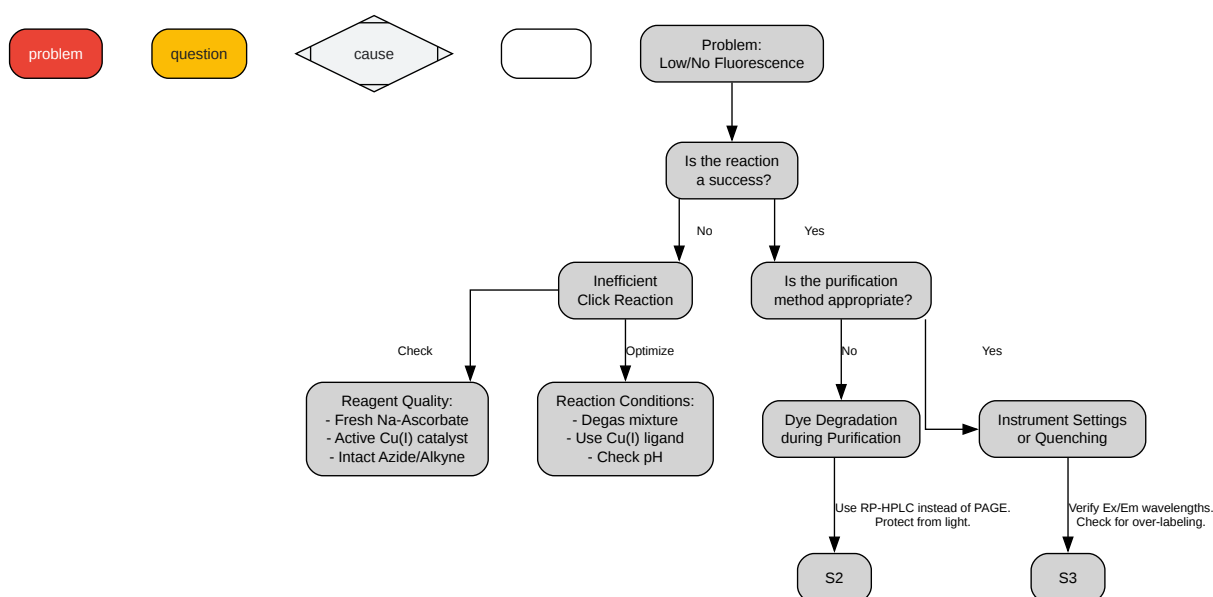 problem
question
cause
Problem:
Low/No Fluorescence
Is the reaction
a success?
No
Yes
Inefficient
Click Reaction
Is the purification
method appropriate?
Check
Optimize
No
Yes
Reagent Quality:
- Fresh Na-Ascorbate
- Active Cu(I) catalyst
- Intact Azide/Alkyne
Reaction Conditions:
- Degas mixture
- Use Cu(I) ligand
- Check pH
Dye Degradation
during Purification
Instrument Settings
or Quenching
Use RP-HPLC instead of PAGE.
Protect from light.
Verify Ex/Em wavelengths.
Check for over-labeling.
S2
S3